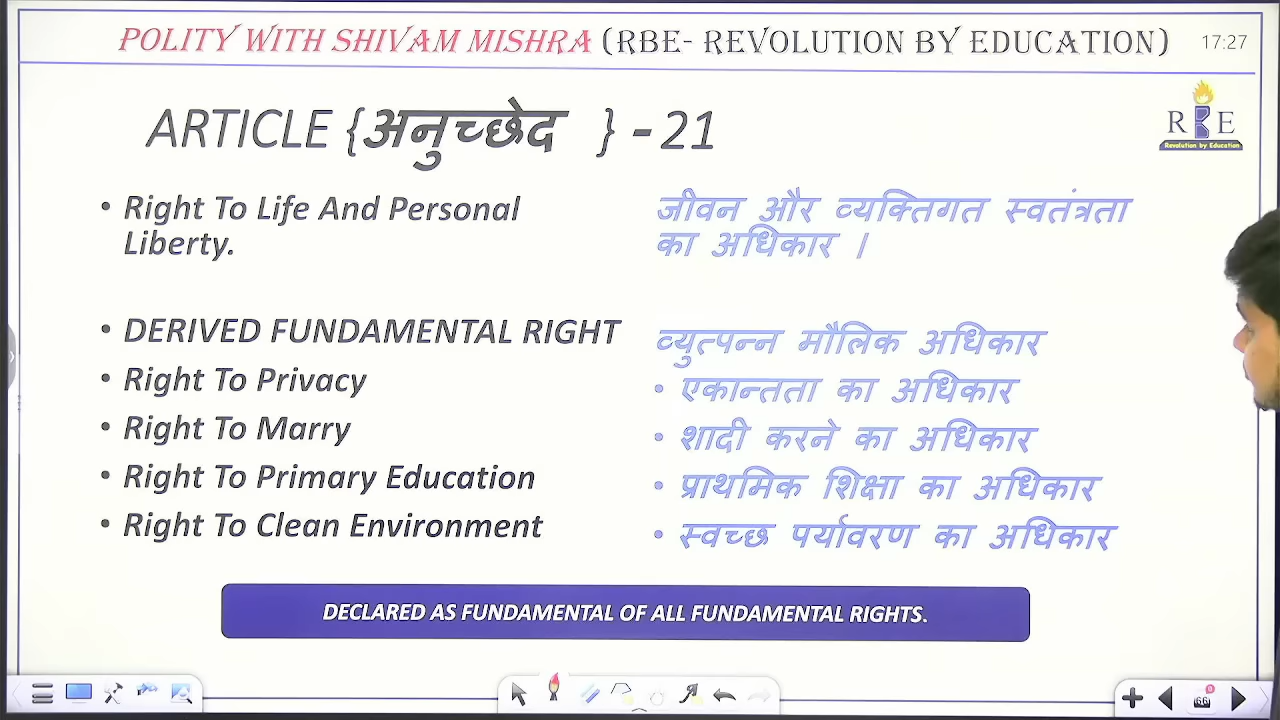 POLITY WITH SHIVAM MISHRA (RBE- REVOLUTION BY EDUCATION)
17:27
ARTICLE {अनुच्छेद } - 21
R E
Revolution by Education
• Right To Life And Personal
Liberty.
जीवन और व्यक्तिगत स्वतंत्रता
का अधिकार ।
• DERIVED FUNDAMENTAL RIGHT
• Right To Privacy
• Right To Marry
• Right To Primary Education
• Right To Clean Environment
व्युत्पन्न मौलिक अधिकार
• एकान्तता का अधिकार
• शादी करने का अधिकार
• प्राथमिक शिक्षा का अधिकार
• स्वच्छ पर्यावरण का अधिकार
DECLARED AS FUNDAMENTAL OF ALL FUNDAMENTAL RIGHTS.